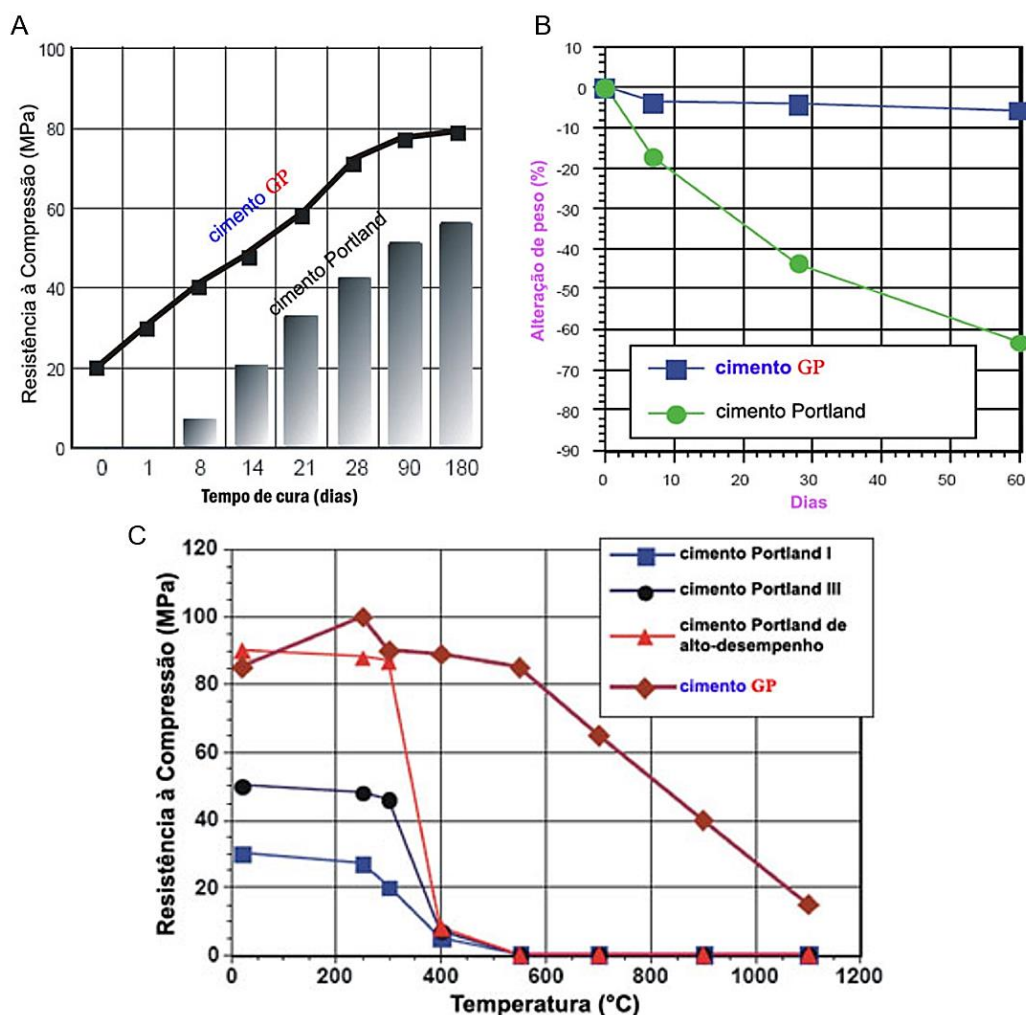 A
100
80
60
40
20
0
Resistência à Compressão (MPa)
cimento GP
cimento Portland
0 1 8 14 21 28 90 180
Tempo de cura (dias)
B
10
0
-10
-20
-30
-40
-50
-60
-70
-80
-90
Alteração de peso (%)
cimento GP
cimento Portland
0 10 20 30 40 50 60
Dias
C
120
100
80
60
40
20
0
Resistência à Compressão (MPa)
cimento Portland I
cimento Portland III
cimento Portland de
alto-desempenho
cimento GP
0 200 400 600 800 1000 1200
Temperatura (°C)